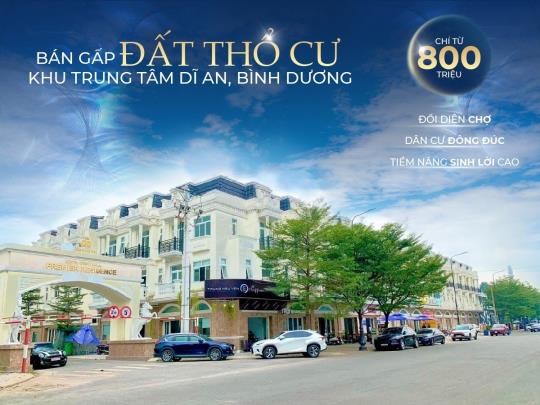 BÁN GẤP ĐẤT THỔ CƯ
KHU TRUNG TÂM DĨ AN, BÌNH DƯƠNG
CHỈ TỪ
800
TRIỆU
ĐỐI DIỆN CHỢ
DÂN CƯ ĐÔNG ĐÚC
TIỀM NĂNG SINH LỜI CAO
RESIDENCE